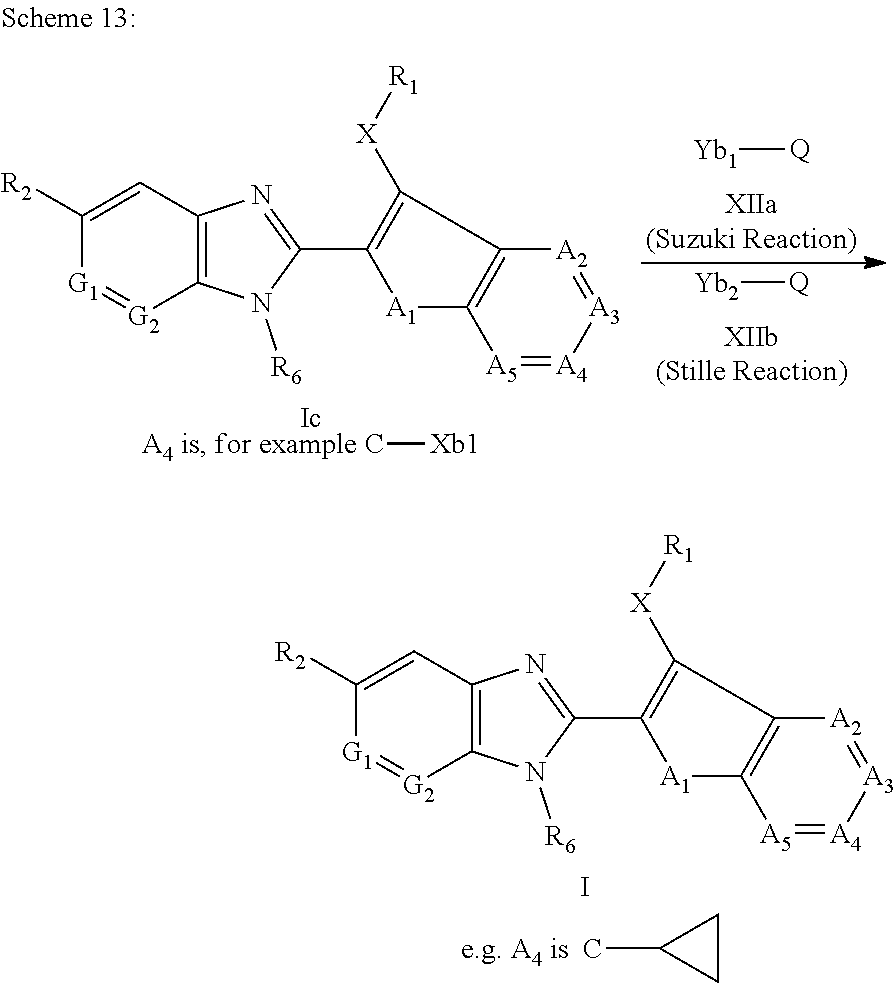 Scheme 13:
R1
X
R2
N
G1
G2
N
R6
A1
A2
A3
A4
A5
Ic
A4 is, for example C—Xb1
Yb1—Q
XIIa
(Suzuki Reaction)
Yb2—Q
XIIb
(Stille Reaction)
R1
X
R2
N
G1
G2
N
R6
A1
A2
A3
A4
A5
I
e.g. A4 is C